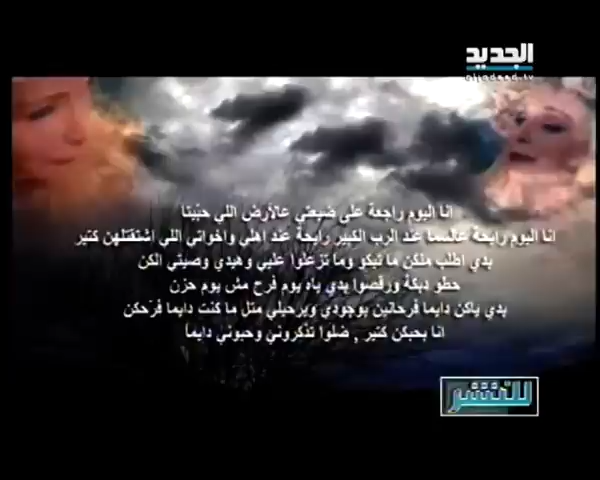 الجديد
aljadeed.tv
انا اليوم راجعة على ضيعتي عالأرض اللي حبّيتا
انا اليوم رايحة عالسما عند الرب الكبير رايحة عند اهلي واخواتي اللي اشتقتلهن كتير
بدي اطلب منكن ما تبكو وما تزعلوا عليي وهيدي وصيتي الكن
حطو دبكة ورقصوا بدي ياه يوم فرح مش يوم حزن
بدي ياكن دايما فرحانين بوجودي وبرحيلي متل ما كنت دايما فرّحكن
انا بحبكن كتير , ضلوا تذكروني وحبوني دايماً
للنشر